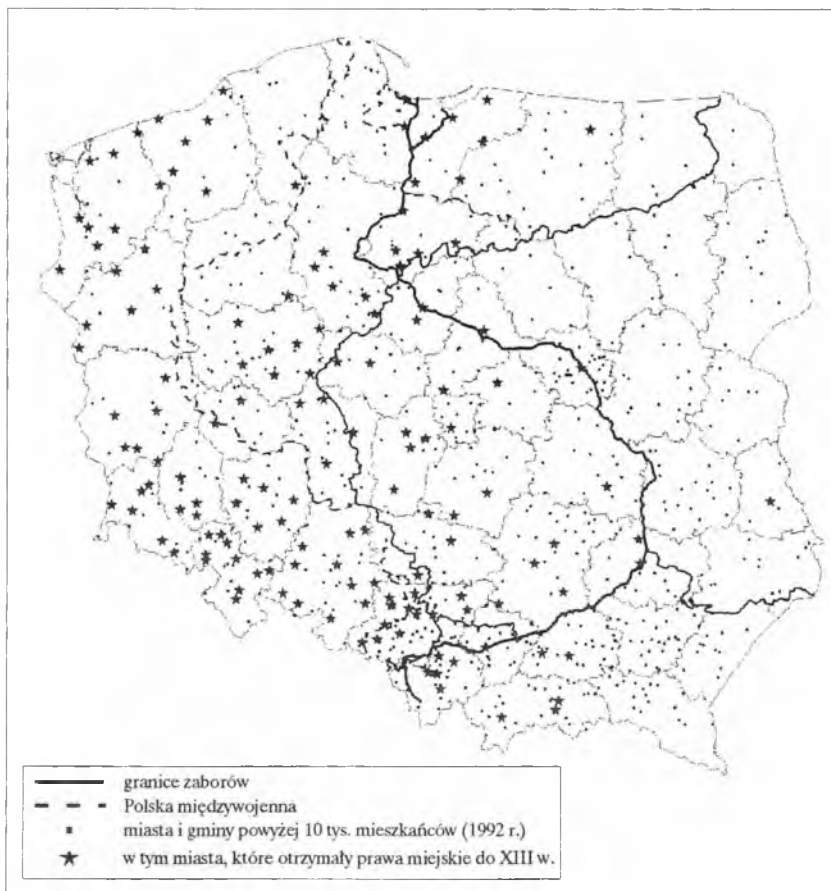 granice zaborów
Polska międzywojenna
miasta i gminy powyżej 10 tys. mieszkańców (1992 r.)
w tym miasta, które otrzymały prawa miejskie do XIII w.